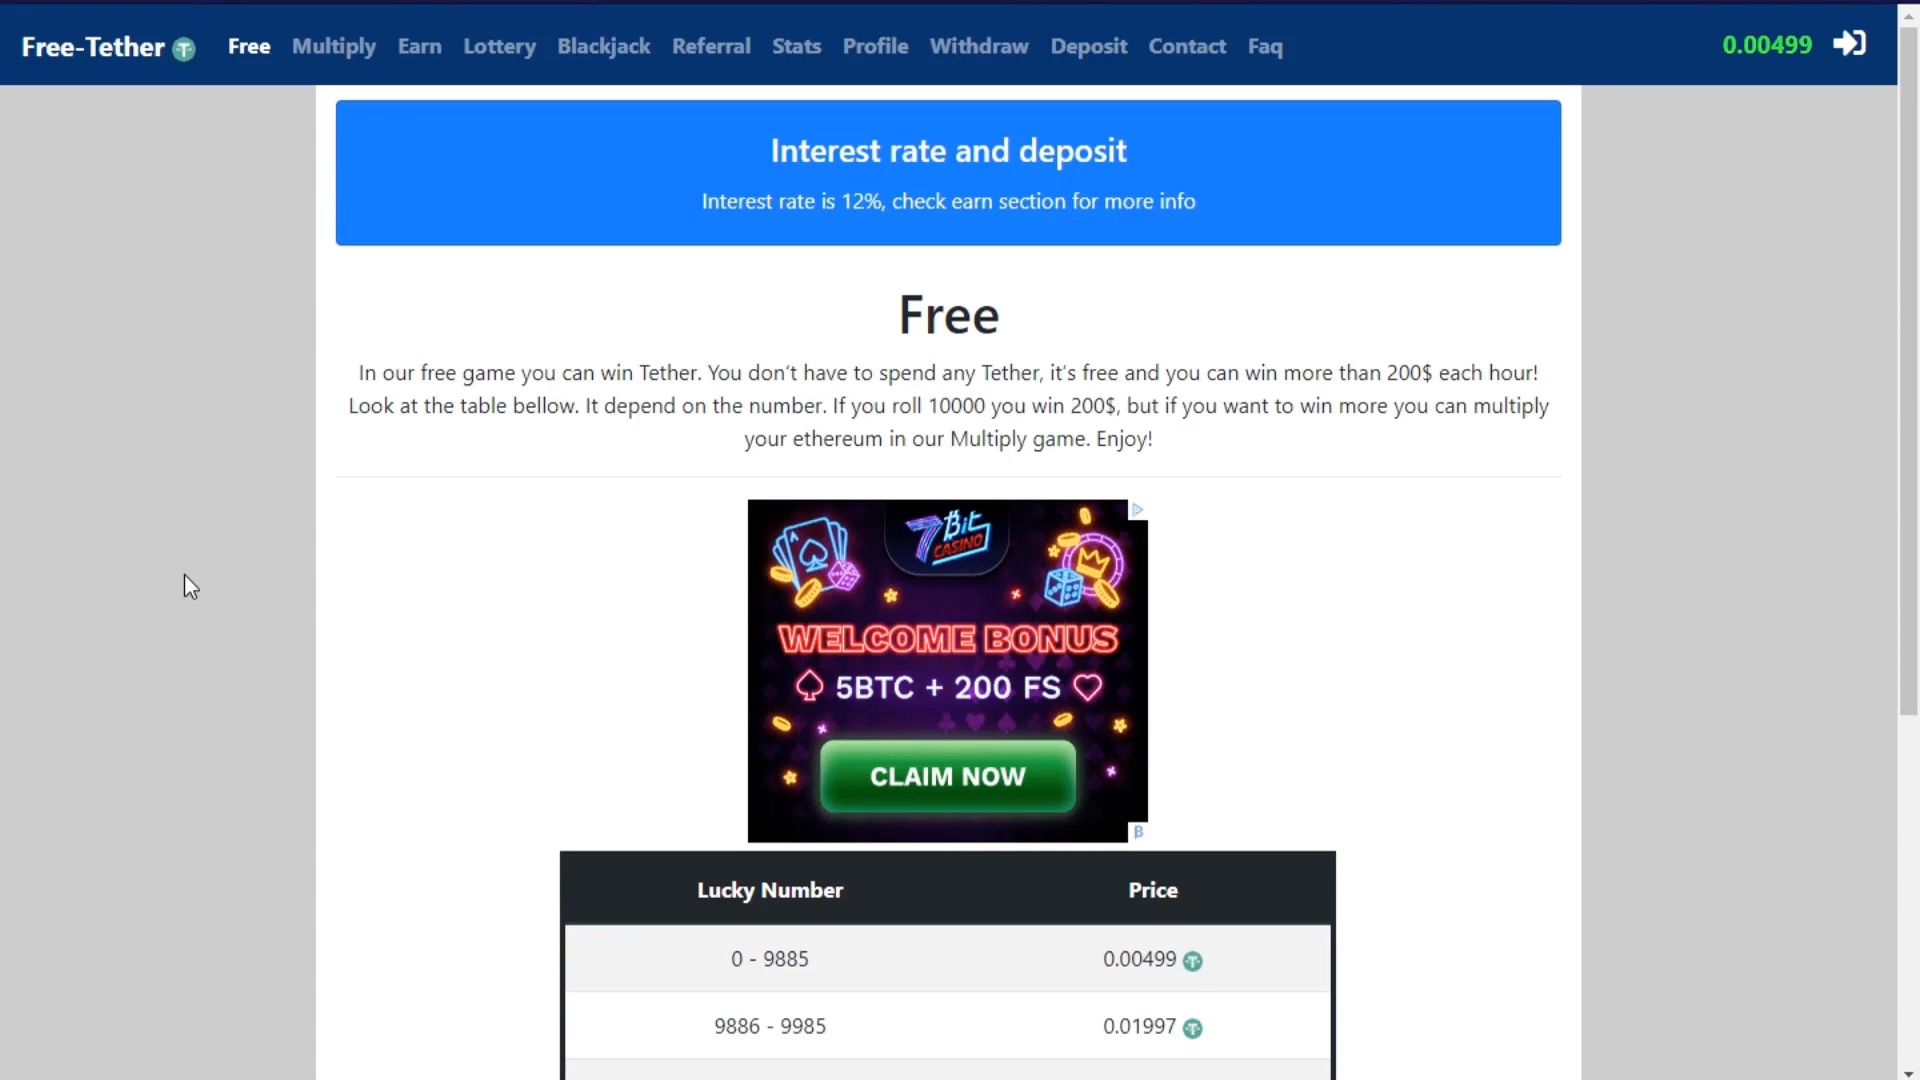 Free-Tether Free Multiply Earn Lottery Blackjack Referral Stats Profile Withdraw Deposit Contact Faq 0.00499
Interest rate and deposit
Interest rate is 12%, check earn section for more info
Free
In our free game you can win Tether. You don't have to spend any Tether, it's free and you can win more than 200$ each hour!
Look at the table bellow. It depend on the number. If you roll 10000 you win 200$, but if you want to win more you can multiply
your ethereum in our Multiply game. Enjoy!
7Bit
CASINO
WELCOME BONUS
5BTC + 200 FS
CLAIM NOW
Lucky Number Price
0 - 9885 0.00499
9886 - 9985 0.01997